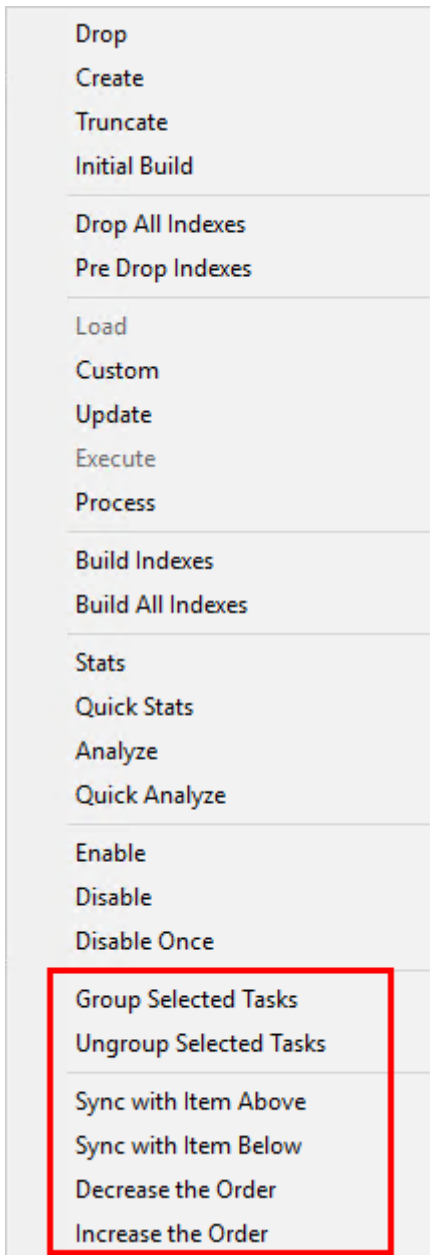 Drop
Create
Truncate
Initial Build
Drop All Indexes
Pre Drop Indexes
Load
Custom
Update
Execute
Process
Build Indexes
Build All Indexes
Stats
Quick Stats
Analyze
Quick Analyze
Enable
Disable
Disable Once
Group Selected Tasks
Ungroup Selected Tasks
Sync with Item Above
Sync with Item Below
Decrease the Order
Increase the Order